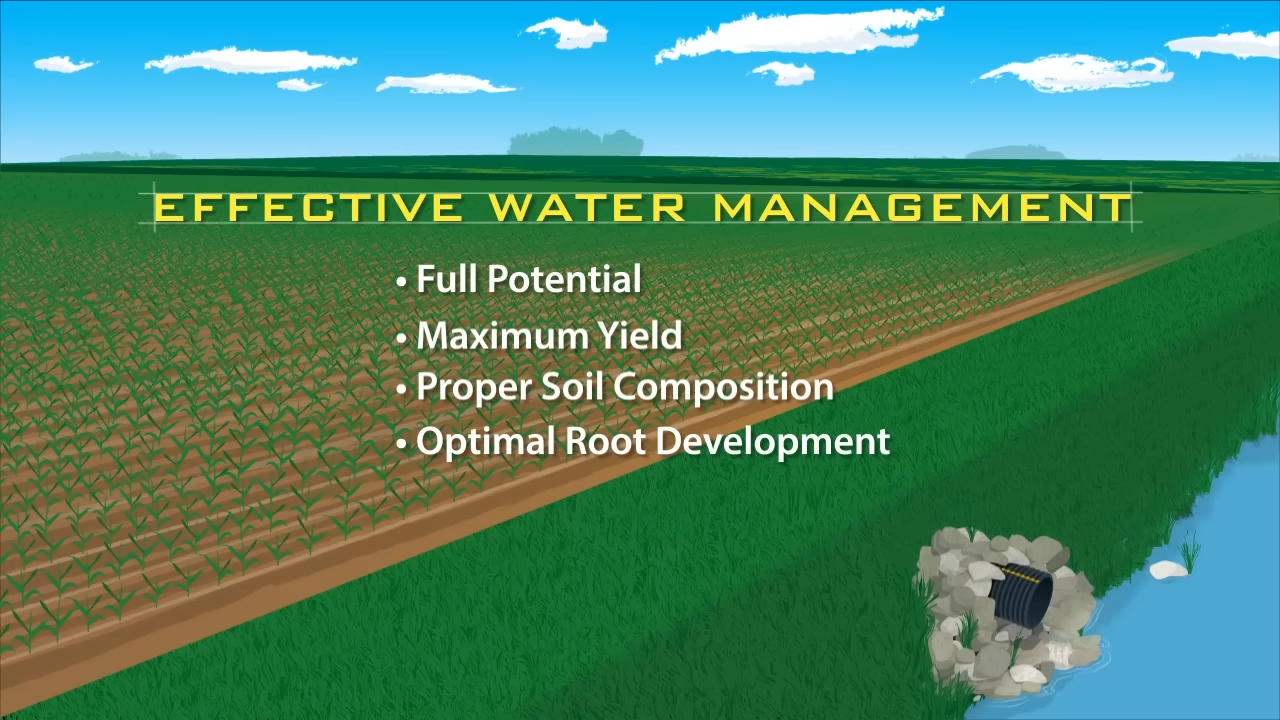 EFFECTIVE WATER MANAGEMENT
• Full Potential
• Maximum Yield
• Proper Soil Composition
• Optimal Root Development